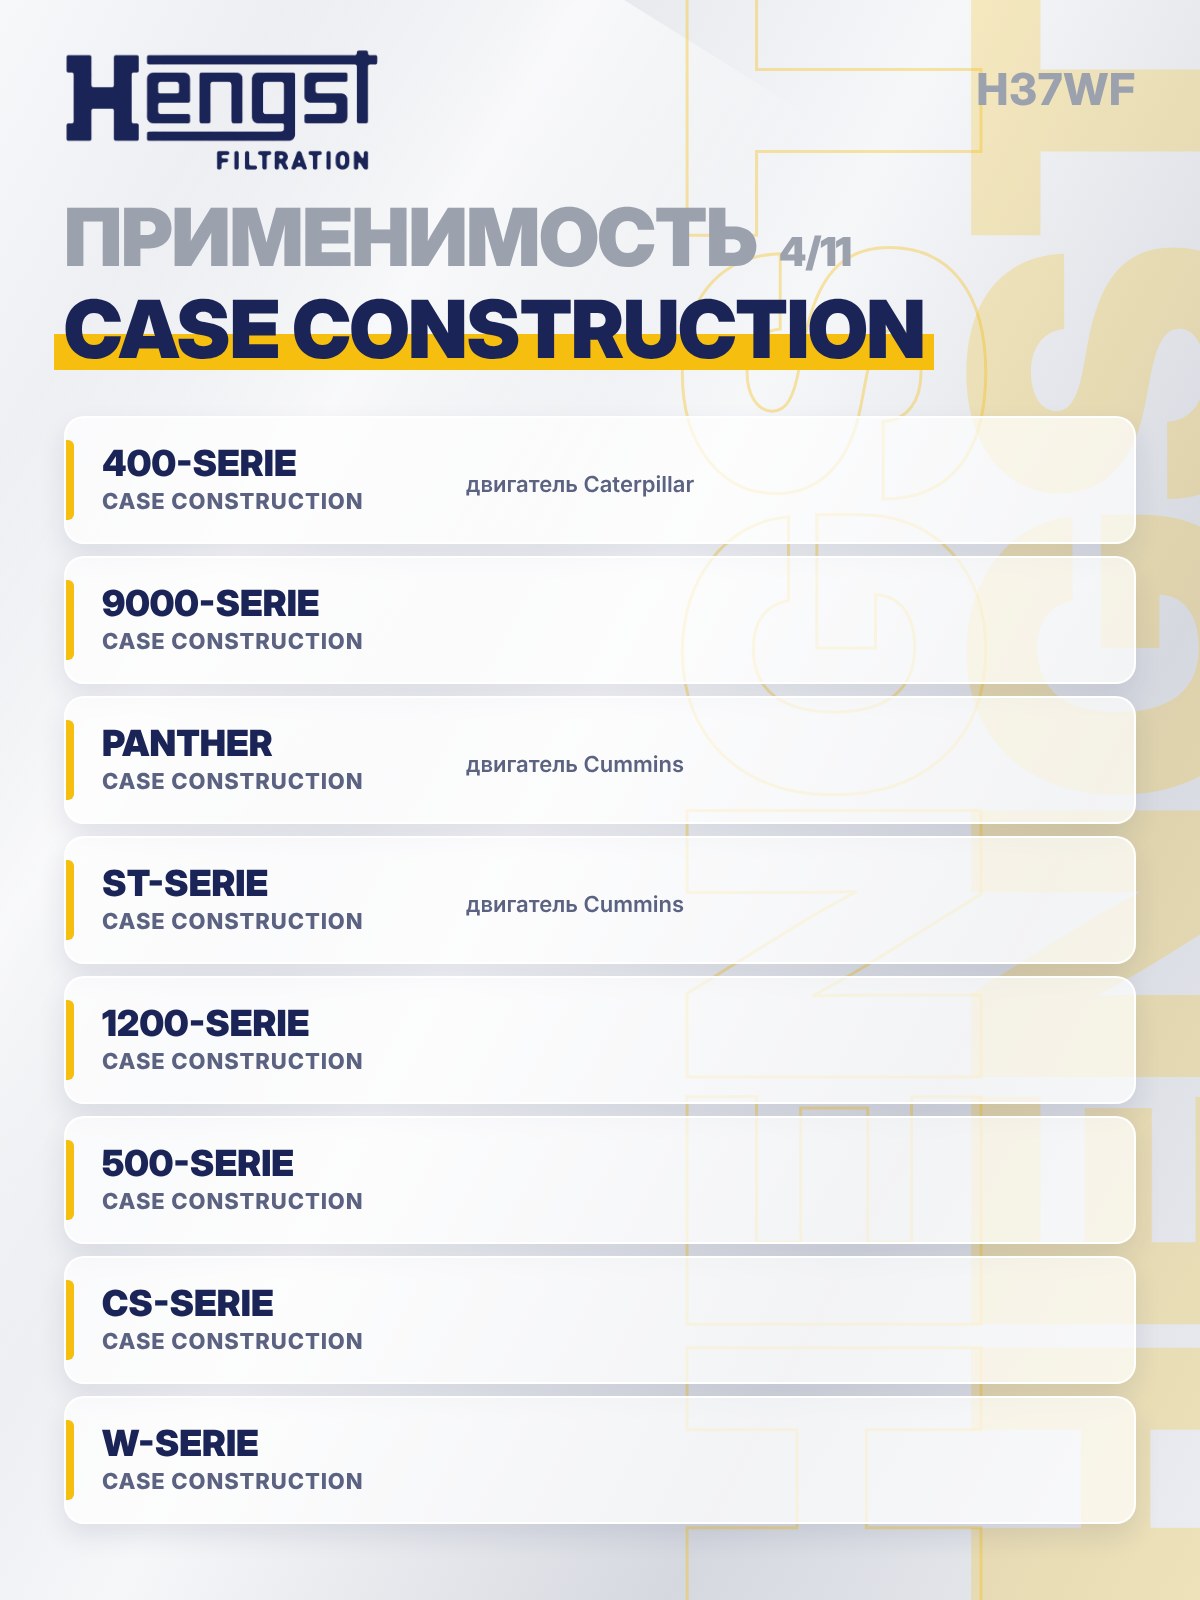 Hengst
FILTRATION
H37WF
ПРИМЕНИМОСТЬ 4/11
CASE CONSTRUCTION
400-SERIE
CASE CONSTRUCTION
двигатель Caterpillar
9000-SERIE
CASE CONSTRUCTION
PANTHER
CASE CONSTRUCTION
двигатель Cummins
ST-SERIE
CASE CONSTRUCTION
двигатель Cummins
1200-SERIE
CASE CONSTRUCTION
500-SERIE
CASE CONSTRUCTION
CS-SERIE
CASE CONSTRUCTION
W-SERIE
CASE CONSTRUCTION
HENGST
HENGST